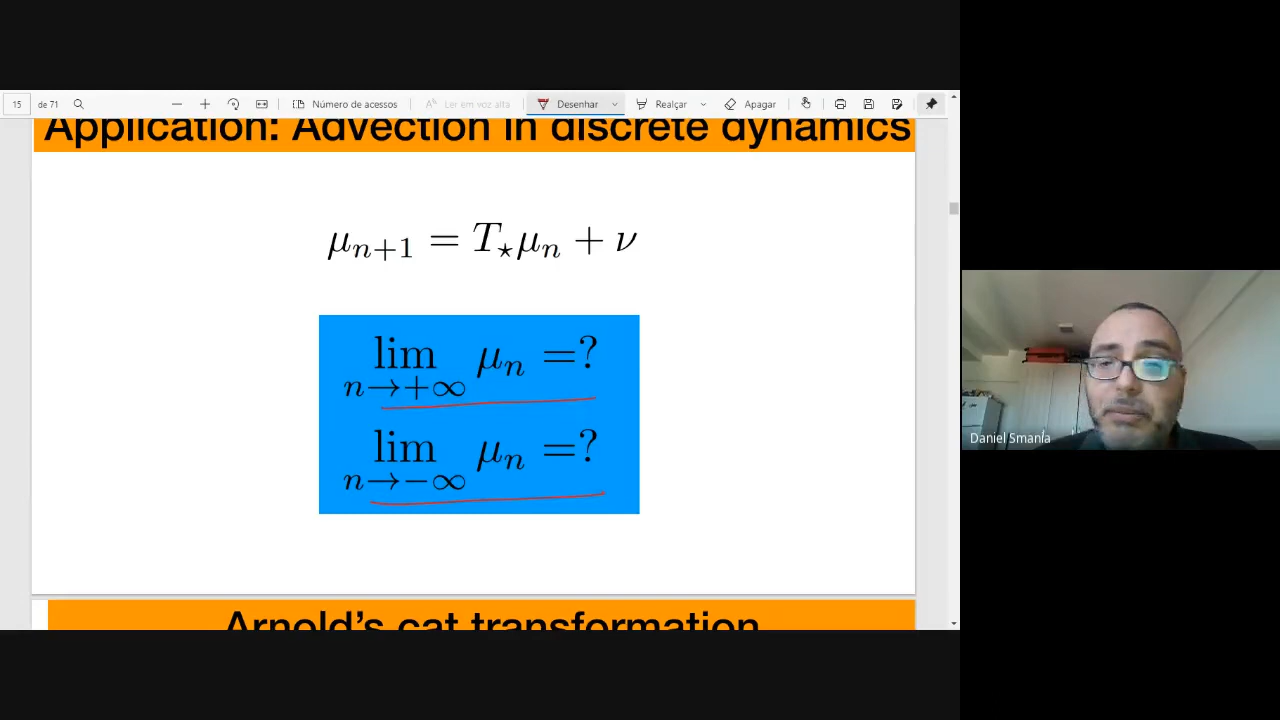 15 de 71 Número de acessos Ler em voz alta Desenhar Realçar Apagar
Application: Advection in discrete dynamics
μ_{n+1} = T_⋆ μ_n + ν
lim_{n→+∞} μ_n =?
lim_{n→−∞} μ_n =?
Arnold's cat transformation
Daniel Smania